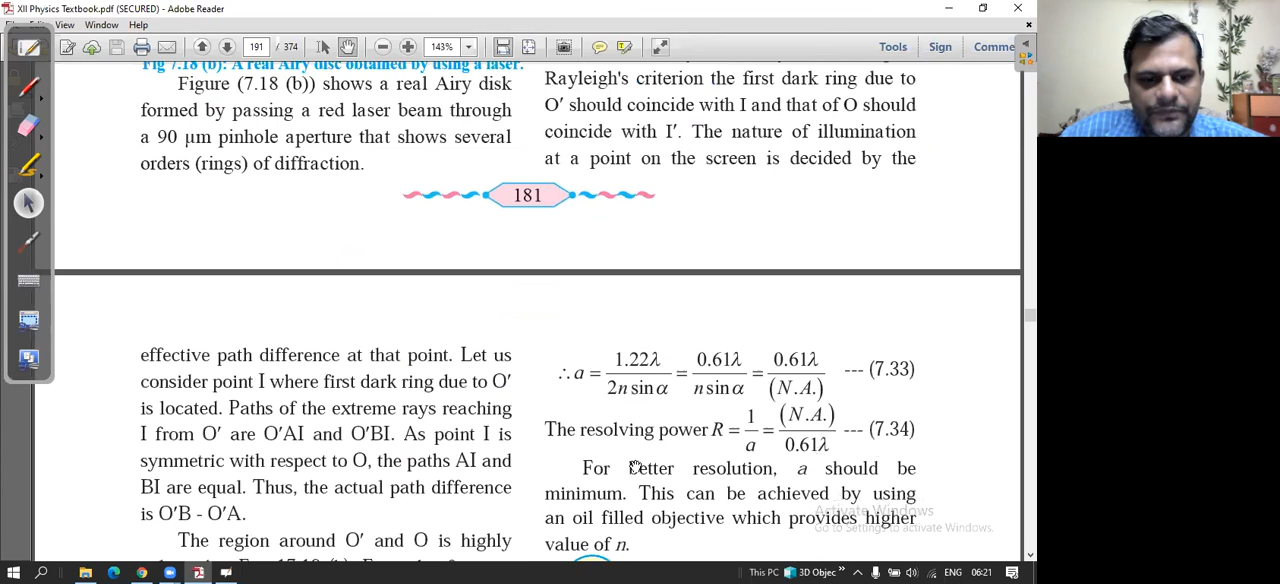 XII Physics Textbook.pdf (SECURED) - Adobe Reader
View Window Help
191 / 374 143% Tools Sign Comme
Fig 7.18 (b): A real Airy disc obtained by using a laser.
Figure (7.18 (b)) shows a real Airy disk
formed by passing a red laser beam through
a 90 µm pinhole aperture that shows several
orders (rings) of diffraction.
Rayleigh's criterion the first dark ring due to
O′ should coincide with I and that of O should
coincide with I′. The nature of illumination
at a point on the screen is decided by the
181
effective path difference at that point. Let us
consider point I where first dark ring due to O′
is located. Paths of the extreme rays reaching
I from O′ are O′AI and O′BI. As point I is
symmetric with respect to O, the paths AI and
BI are equal. Thus, the actual path difference
is O′B - O′A.
The region around O′ and O is highly
∴ a = 1.22λ / 2n sin α = 0.61λ / n sin α = 0.61λ / (N.A.) --- (7.33)
The resolving power R = 1 / a = (N.A.) / 0.61λ --- (7.34)
For better resolution, a should be
minimum. This can be achieved by using
an oil filled objective which provides higher
value of n.
Activate Windows
Go to Settings to activate Windows.
This PC 3D Objec ENG 06:21